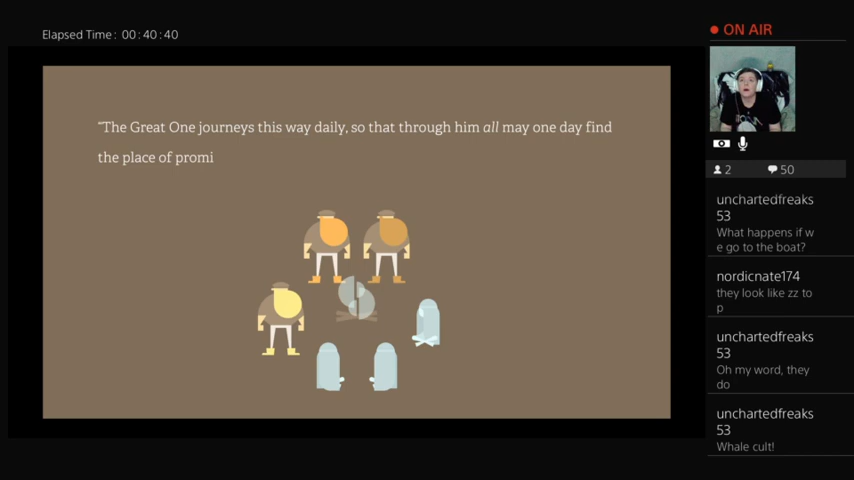 Elapsed Time: 00:40:40
ON AIR
"The Great One journeys this way daily, so that through him all may one day find
the place of promi
2
50
unchartedfreaks
53
What happens if w
e go to the boat?
nordicnate174
they look like zz to
p
unchartedfreaks
53
Oh my word, they
do
unchartedfreaks
53
Whale cult!